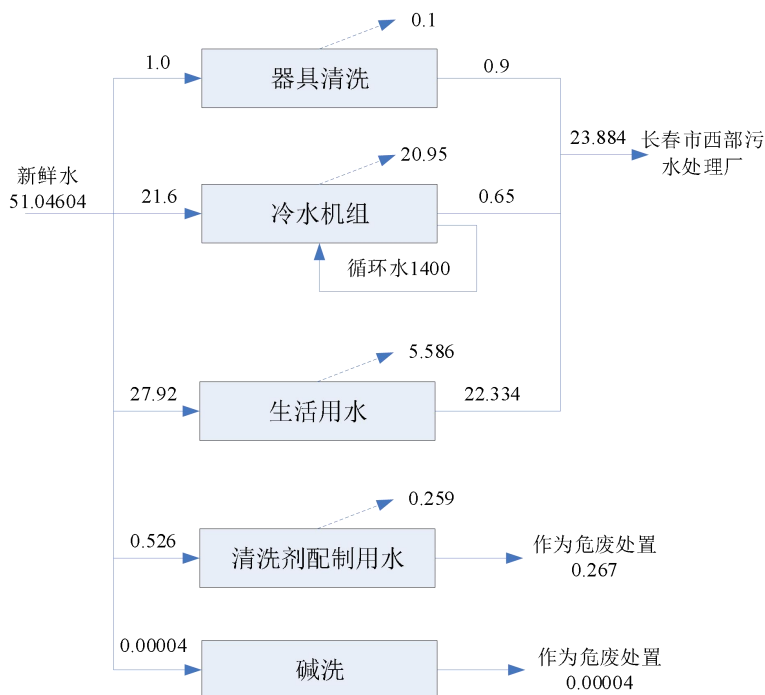 0.1
1.0
器具清洗
0.9
23.884
长春市西部污
水处理厂
20.95
新鲜水
51.04604
21.6
冷水机组
0.65
循环水1400
5.586
27.92
生活用水
22.334
0.259
0.526
清洗剂配制用水
作为危废处置
0.267
0.00004
碱洗
作为危废处置
0.00004